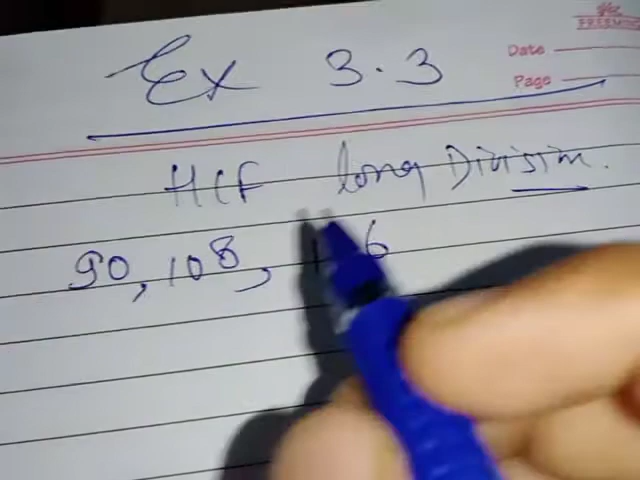 Date
Page
Ex 3.3
HCF long Division.
90, 108,